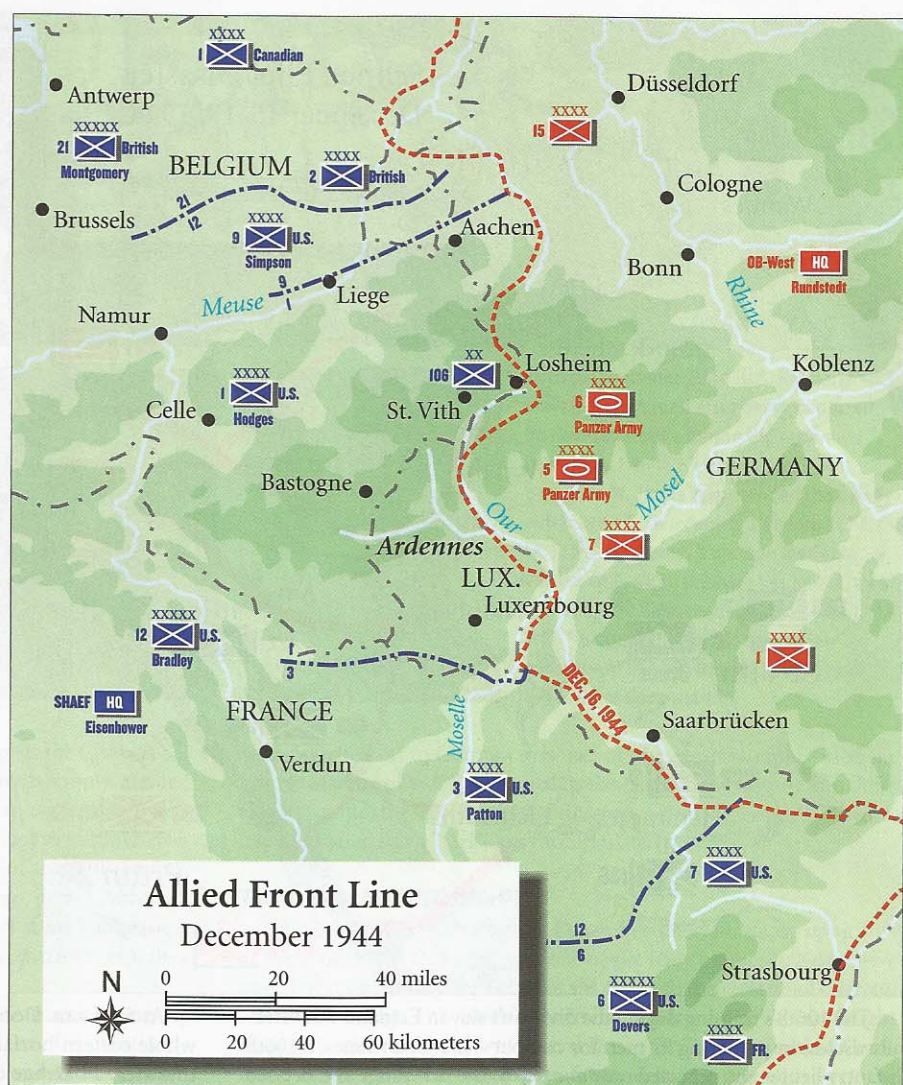 XXXX
1 Canadian
Antwerp
XXXXX
21 British
Montgomery
BELGIUM
XXXX
2 British
Düsseldorf
XXXX
15
Cologne
Brussels
21
12
XXXX
9 U.S.
Simpson
Aachen
Bonn
OB-West HQ
Rundstedt
Rhine
9
1
Liege
Meuse
Namur
XX
106
Losheim
St. Vith
Koblenz
XXXX
1 U.S.
Hodges
Celle
XXXX
6
Panzer Army
XXXX
5
Panzer Army
GERMANY
Mosel
Bastogne
Our
Ardennes
XXXX
7
LUX.
Luxembourg
XXXXX
12 U.S.
Bradley
1
3
XXXX
1
SHAEF HQ
Eisenhower
FRANCE
Moselle
DEC. 16, 1944
Saarbrücken
Verdun
XXXX
3 U.S.
Patton
XXXX
7 U.S.
12
6
Strasbourg
XXXXX
6 U.S.
Devers
XXXX
1 FR.
Allied Front Line
December 1944
N
0 20 40 miles
0 20 40 60 kilometers